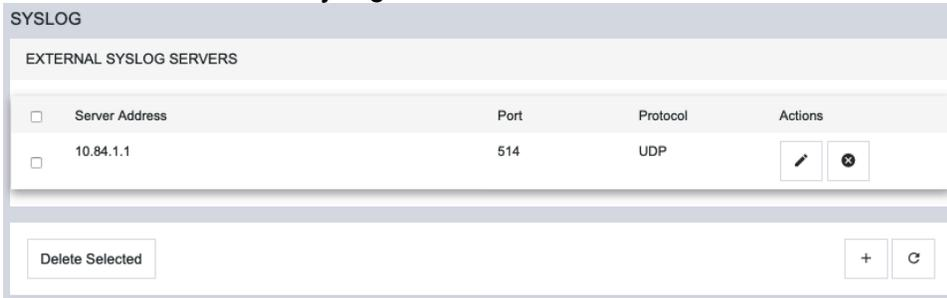 SYSLOG
EXTERNAL SYSLOG SERVERS
Server Address Port Protocol Actions
10.84.1.1 514 UDP
Delete Selected